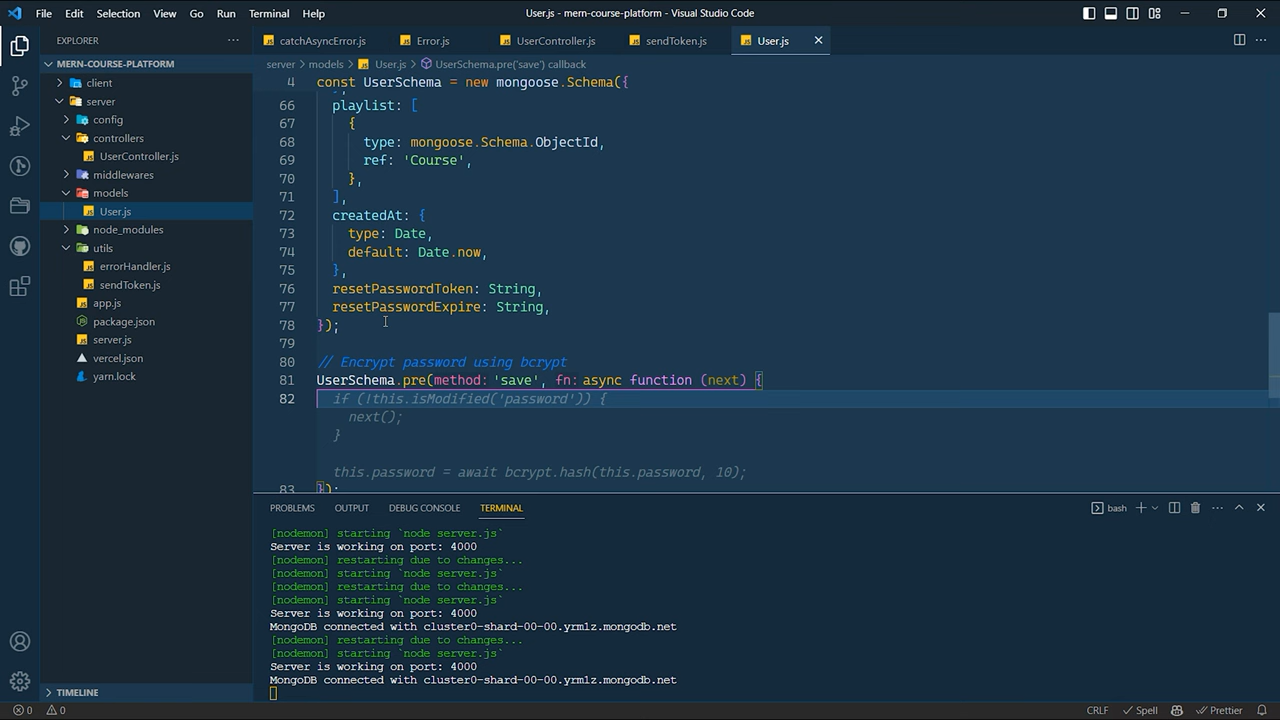 File Edit Selection View Go Run Terminal Help User.js - mern-course-platform - Visual Studio Code
EXPLORER
MERN-COURSE-PLATFORM
client
server
config
controllers
UserController.js
middlewares
models
User.js
node_modules
utils
errorHandler.js
sendToken.js
app.js
package.json
server.js
vercel.json
yarn.lock
TIMELINE
catchAsyncError.js Error.js UserController.js sendToken.js User.js
server > models > User.js > UserSchema.pre('save') callback
4 const UserSchema = new mongoose.Schema({
66 playlist: [
67 {
68 type: mongoose.Schema.ObjectId,
69 ref: 'Course',
70 },
71 ],
72 createdAt: {
73 type: Date,
74 default: Date.now,
75 },
76 resetPasswordToken: String,
77 resetPasswordExpire: String,
78 });
79
80 // Encrypt password using bcrypt
81 UserSchema.pre(method: 'save', fn: async function (next) {
82 if (!this.isModified('password')) {
next();
}
this.password = await bcrypt.hash(this.password, 10);
83 });
PROBLEMS OUTPUT DEBUG CONSOLE TERMINAL bash
[nodemon] starting `node server.js`
Server is working on port: 4000
[nodemon] restarting due to changes...
[nodemon] starting `node server.js`
[nodemon] restarting due to changes...
[nodemon] starting `node server.js`
Server is working on port: 4000
MongoDB connected with cluster0-shard-00-00.yrm1z.mongodb.net
[nodemon] restarting due to changes...
[nodemon] starting `node server.js`
Server is working on port: 4000
MongoDB connected with cluster0-shard-00-00.yrm1z.mongodb.net
0 0 CRLF Spell Prettier